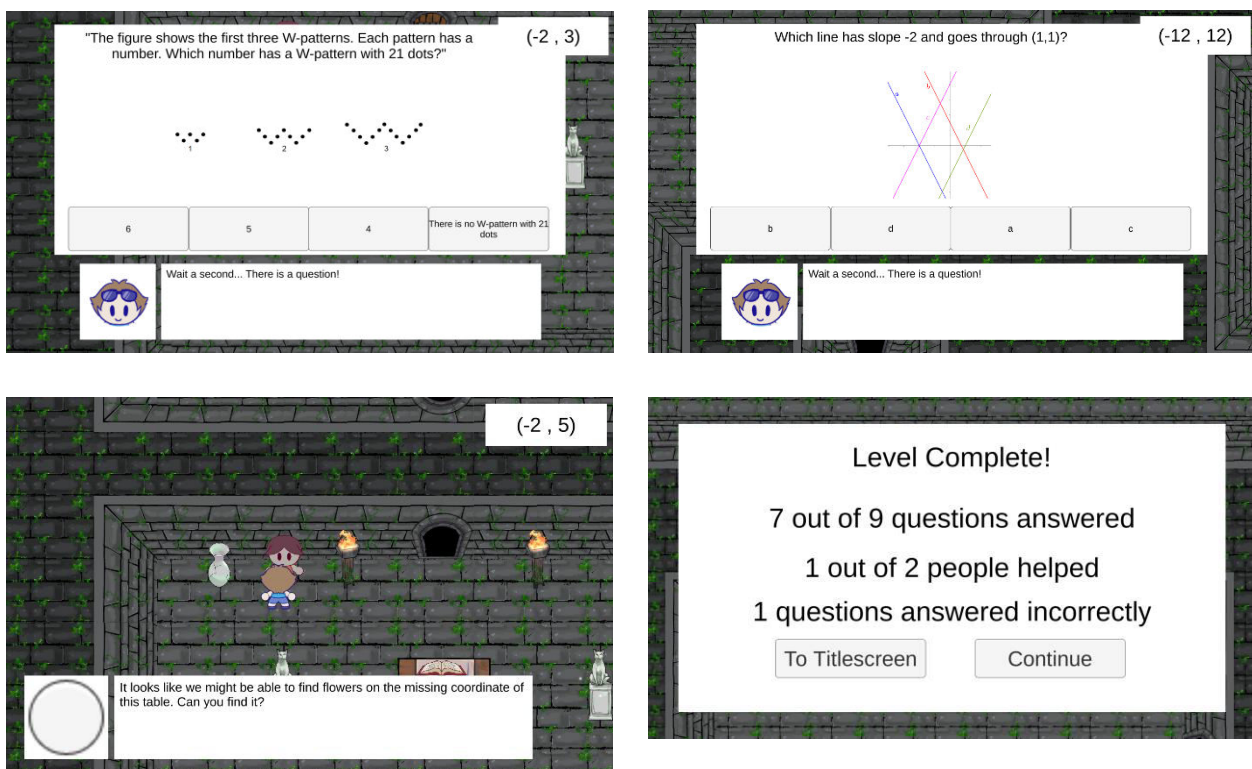 "The figure shows the first three W-patterns. Each pattern has a
number. Which number has a W-pattern with 21 dots?"
(-2 , 3)
1
2
3
6
5
4
There is no W-pattern with 21
dots
Wait a second... There is a question!
Which line has slope -2 and goes through (1,1)?
(-12 , 12)
a
b
c
d
b
d
a
c
Wait a second... There is a question!
(-2 , 5)
It looks like we might be able to find flowers on the missing coordinate of
this table. Can you find it?
Level Complete!
7 out of 9 questions answered
1 out of 2 people helped
1 questions answered incorrectly
To Titlescreen
Continue